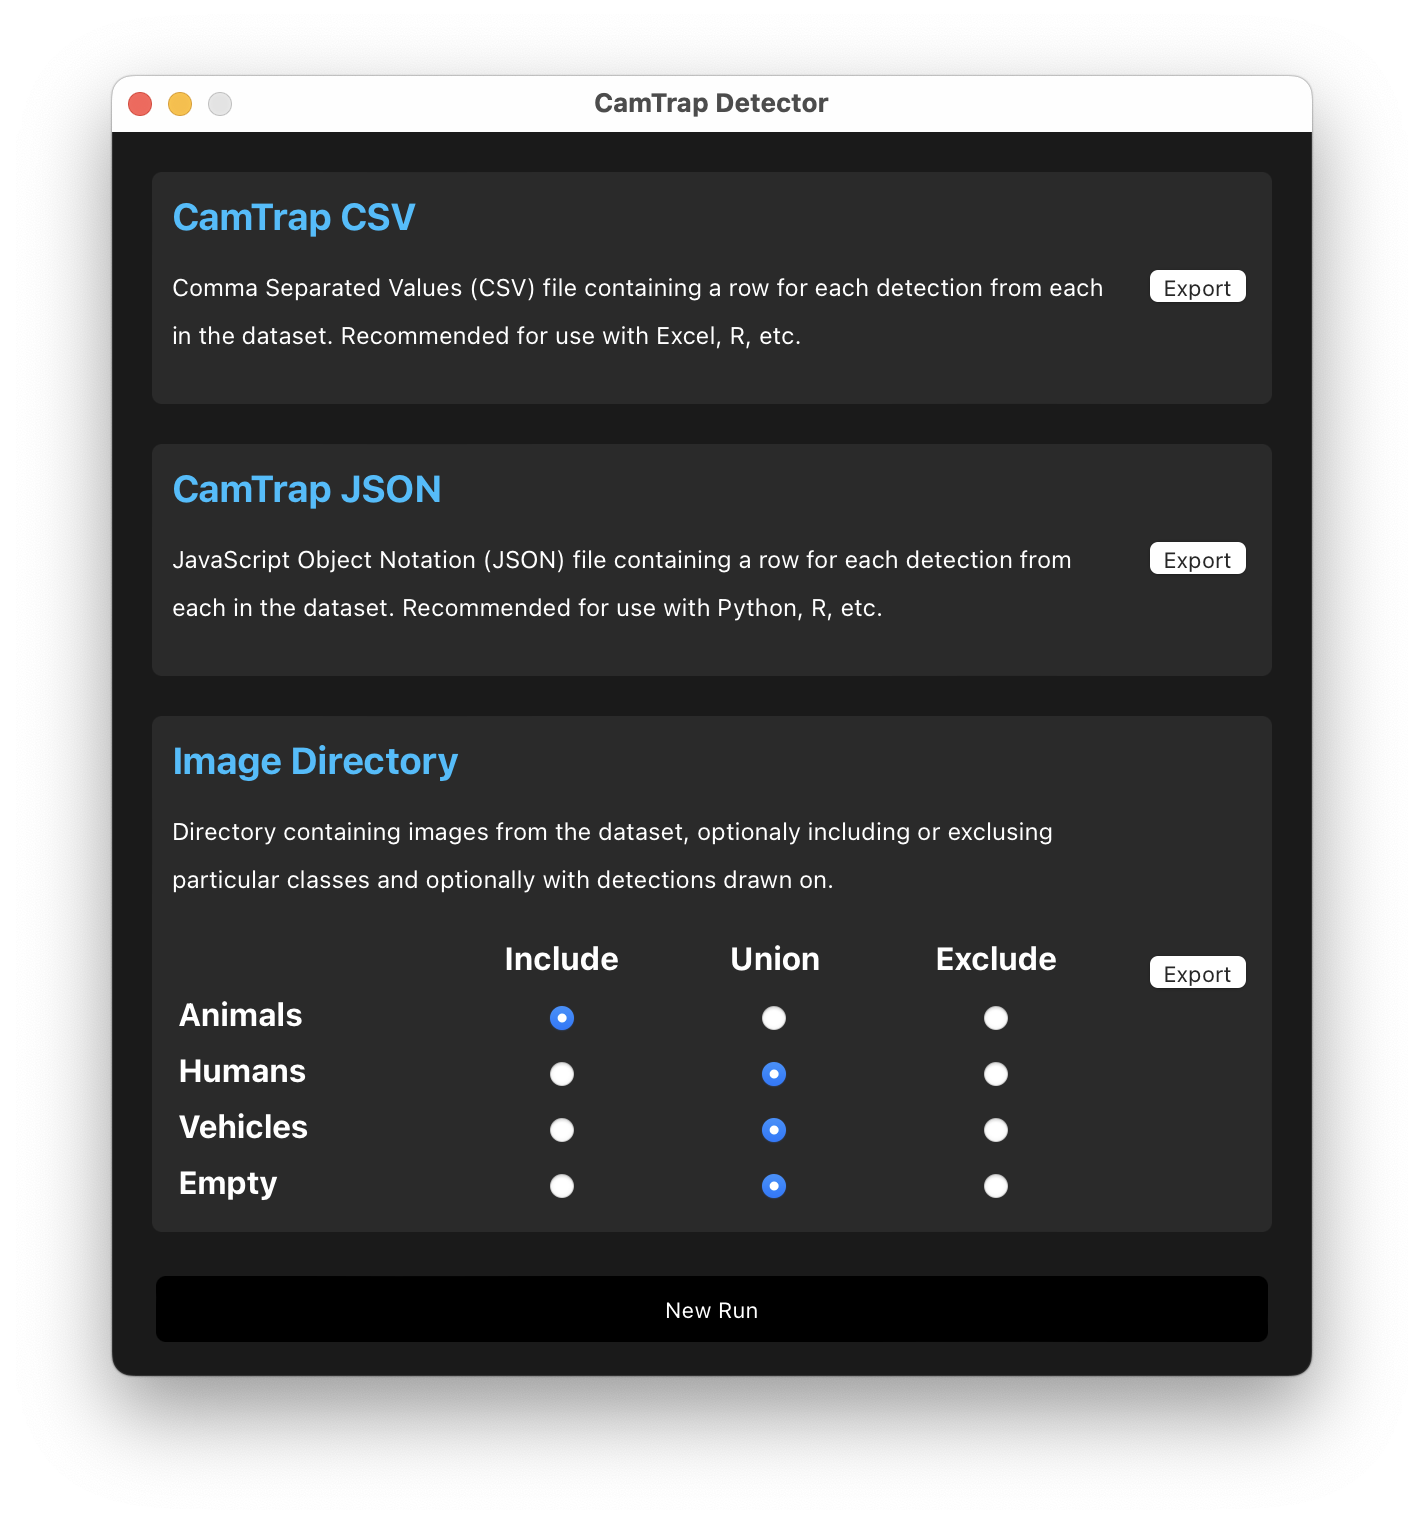 CamTrap Detector
CamTrap CSV
Comma Separated Values (CSV) file containing a row for each detection from each
in the dataset. Recommended for use with Excel, R, etc.
Export
CamTrap JSON
JavaScript Object Notation (JSON) file containing a row for each detection from
each in the dataset. Recommended for use with Python, R, etc.
Export
Image Directory
Directory containing images from the dataset, optionaly including or exclusing
particular classes and optionally with detections drawn on.
Include Union Exclude
Export
Animals
Humans
Vehicles
Empty
New Run